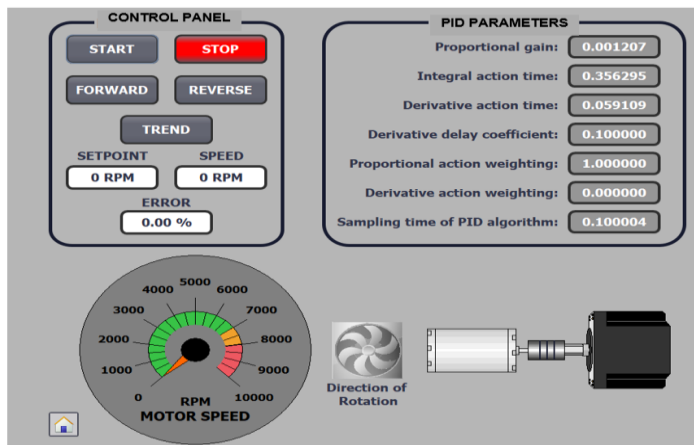 CONTROL PANEL
START
STOP
FORWARD
REVERSE
TREND
SETPOINT
SPEED
0 RPM
0 RPM
ERROR
0.00 %
PID PARAMETERS
Proportional gain: 0.001207
Integral action time: 0.356295
Derivative action time: 0.059109
Derivative delay coefficient: 0.100000
Proportional action weighting: 1.000000
Derivative action weighting: 0.000000
Sampling time of PID algorithm: 0.100004
0
1000
2000
3000
4000
5000
6000
7000
8000
9000
10000
RPM
MOTOR SPEED
Direction of
Rotation